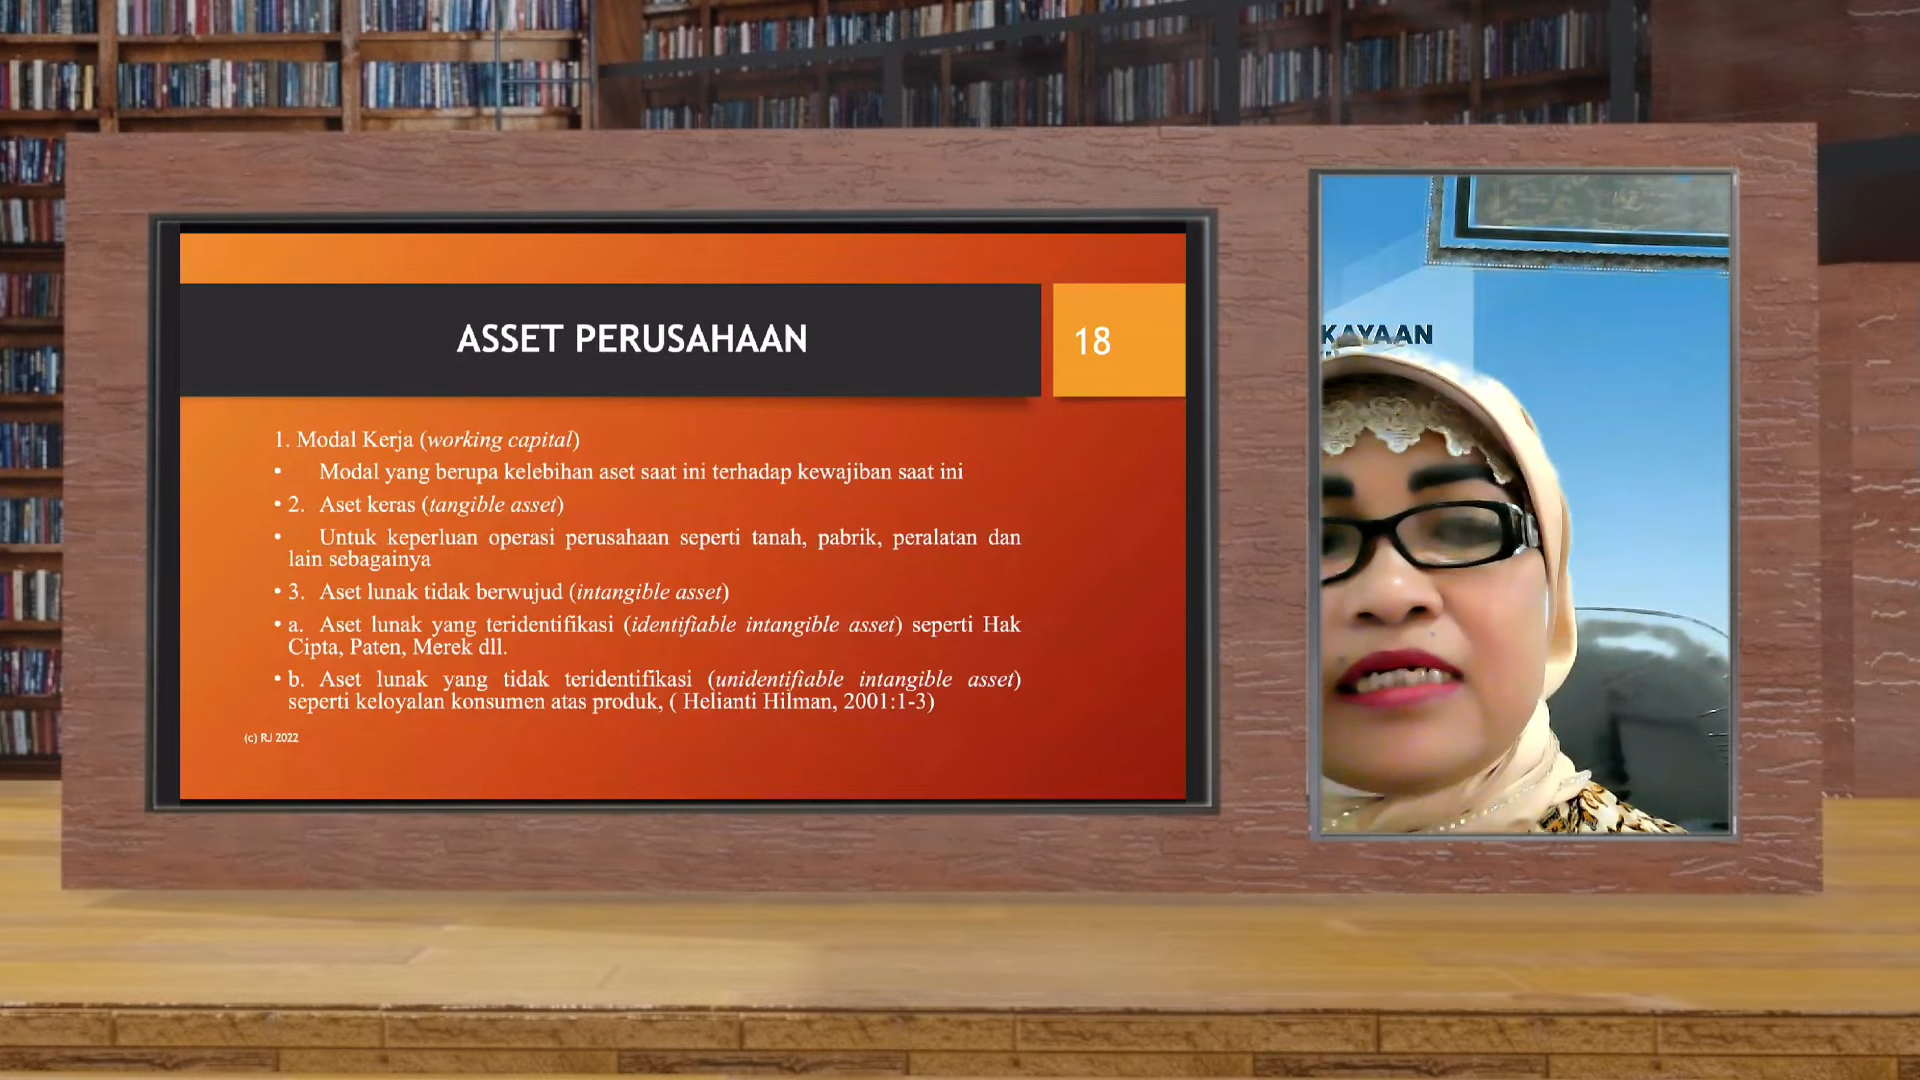 ASSET PERUSAHAAN
18
1. Modal Kerja (working capital)
• Modal yang berupa kelebihan aset saat ini terhadap kewajiban saat ini
• 2. Aset keras (tangible asset)
• Untuk keperluan operasi perusahaan seperti tanah, pabrik, peralatan dan
lain sebagainya
• 3. Aset lunak tidak berwujud (intangible asset)
• a. Aset lunak yang teridentifikasi (identifiable intangible asset) seperti Hak
Cipta, Paten, Merek dll.
• b. Aset lunak yang tidak teridentifikasi (unidentifiable intangible asset)
seperti keloyalan konsumen atas produk, ( Helianti Hilman, 2001:1-3)
(c) RJ 2022
KAYAAN